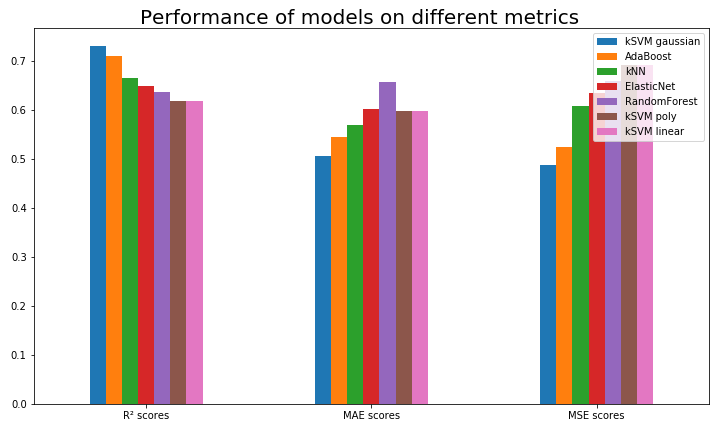 Performance of models on different metrics
kSVM gaussian
AdaBoost
kNN
ElasticNet
RandomForest
kSVM poly
kSVM linear
0.7
0.6
0.5
0.4
0.3
0.2
0.1
0.0
R² scores
MAE scores
MSE scores